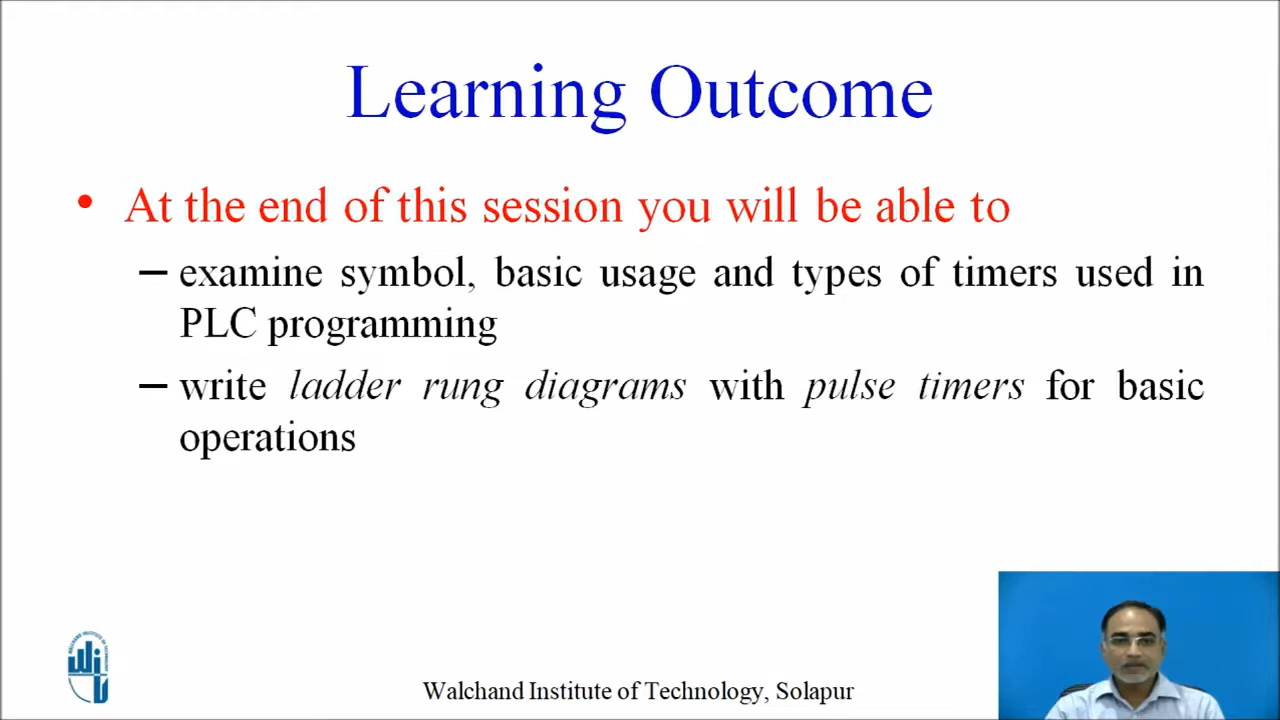 Learning Outcome
• At the end of this session you will be able to
– examine symbol, basic usage and types of timers used in
PLC programming
– write ladder rung diagrams with pulse timers for basic
operations
Walchand Institute of Technology, Solapur